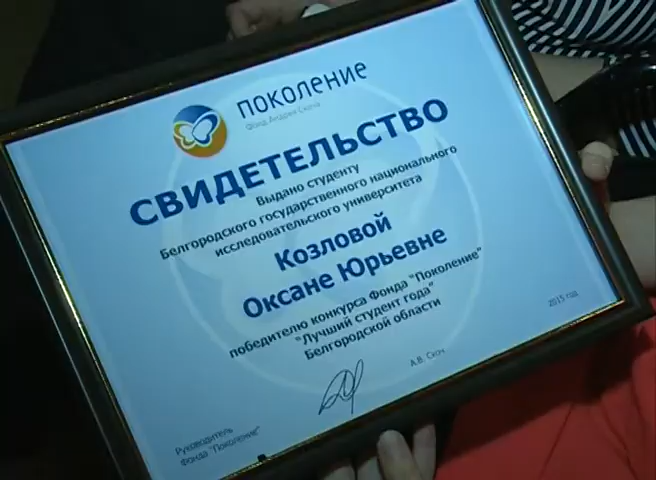 ПОКОЛЕНИЕ
Фонд Андрея Скоча
СВИДЕТЕЛЬСТВО
Выдано студенту
Белгородского государственного национального
исследовательского университета
Козловой
Оксане Юрьевне
победителю конкурса Фонда "Поколение"
"Лучший студент года"
Белгородской области
2015 год
А.В. Скоч
Руководитель
Фонда "Поколение"